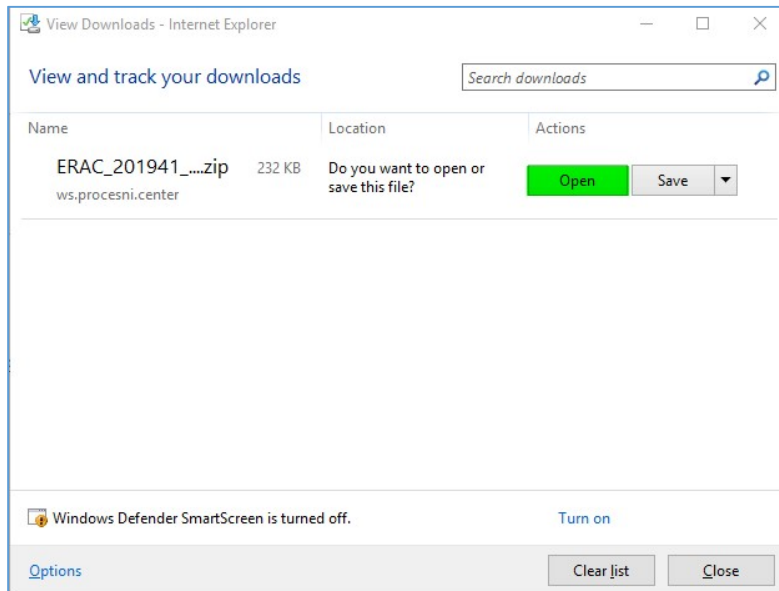 View Downloads - Internet Explorer
View and track your downloads
Search downloads
Name
Location
Actions
ERAC_201941_....zip
232 KB
Do you want to open or
save this file?
Open
Save
ws.procesni.center
Windows Defender SmartScreen is turned off.
Turn on
Options
Clear list
Close